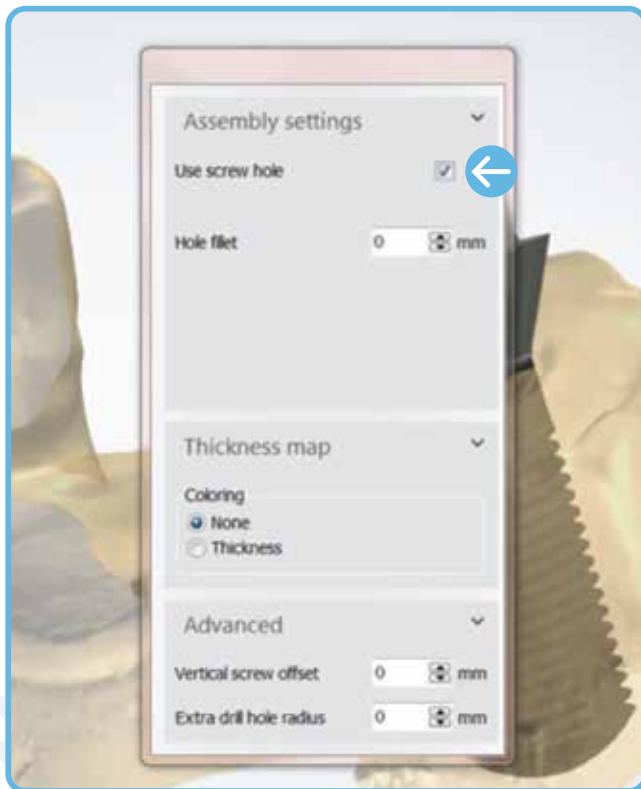 Assembly settings
Use screw hole
Hole fillet 0 mm
Thickness map
Coloring
None
Thickness
Advanced
Vertical screw offset 0 mm
Extra drill hole radius 0 mm